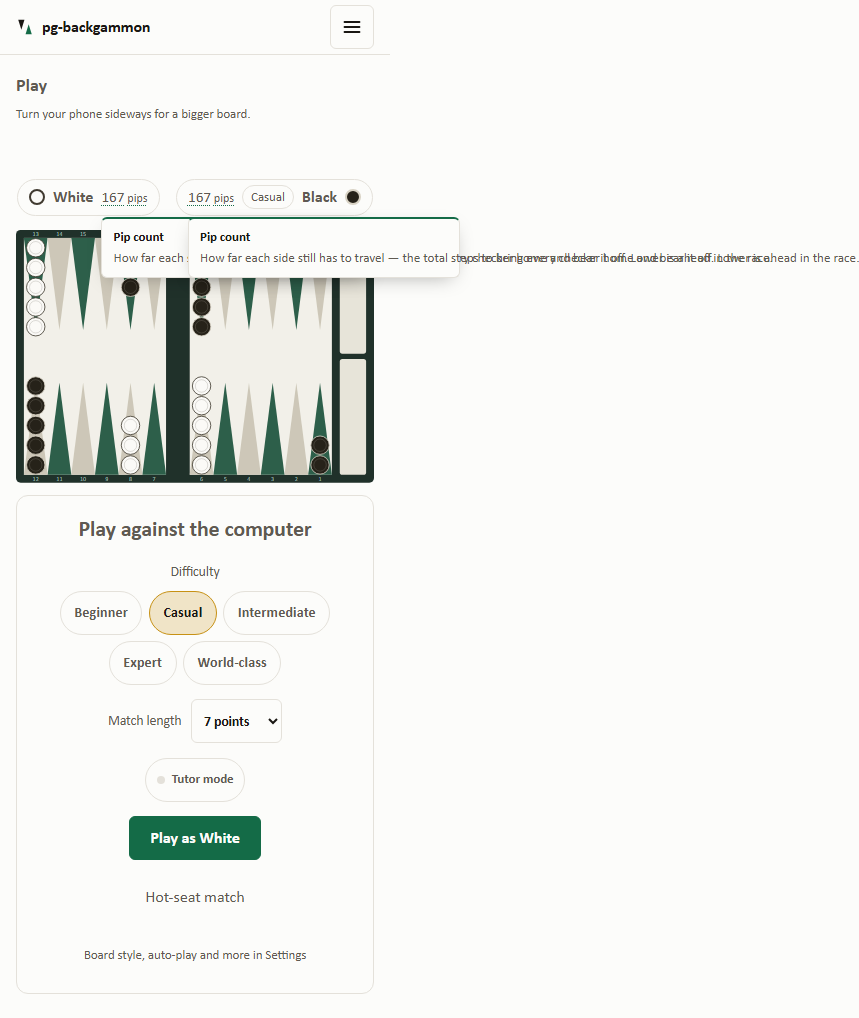 pg-backgammon
Play
Turn your phone sideways for a bigger board.
White 167 pips
167 pips Casual Black
Pip count
How far each
Pip count
How far each side still has to travel — the total steps to bring every checker home and bear it off. Lower is ahead in the race.
13 14 15
12 11 10 9 8 7 6 5 4 3 2 1
Play against the computer
Difficulty
Beginner Casual Intermediate
Expert World-class
Match length 7 points
Tutor mode
Play as White
Hot-seat match
Board style, auto-play and more in Settings